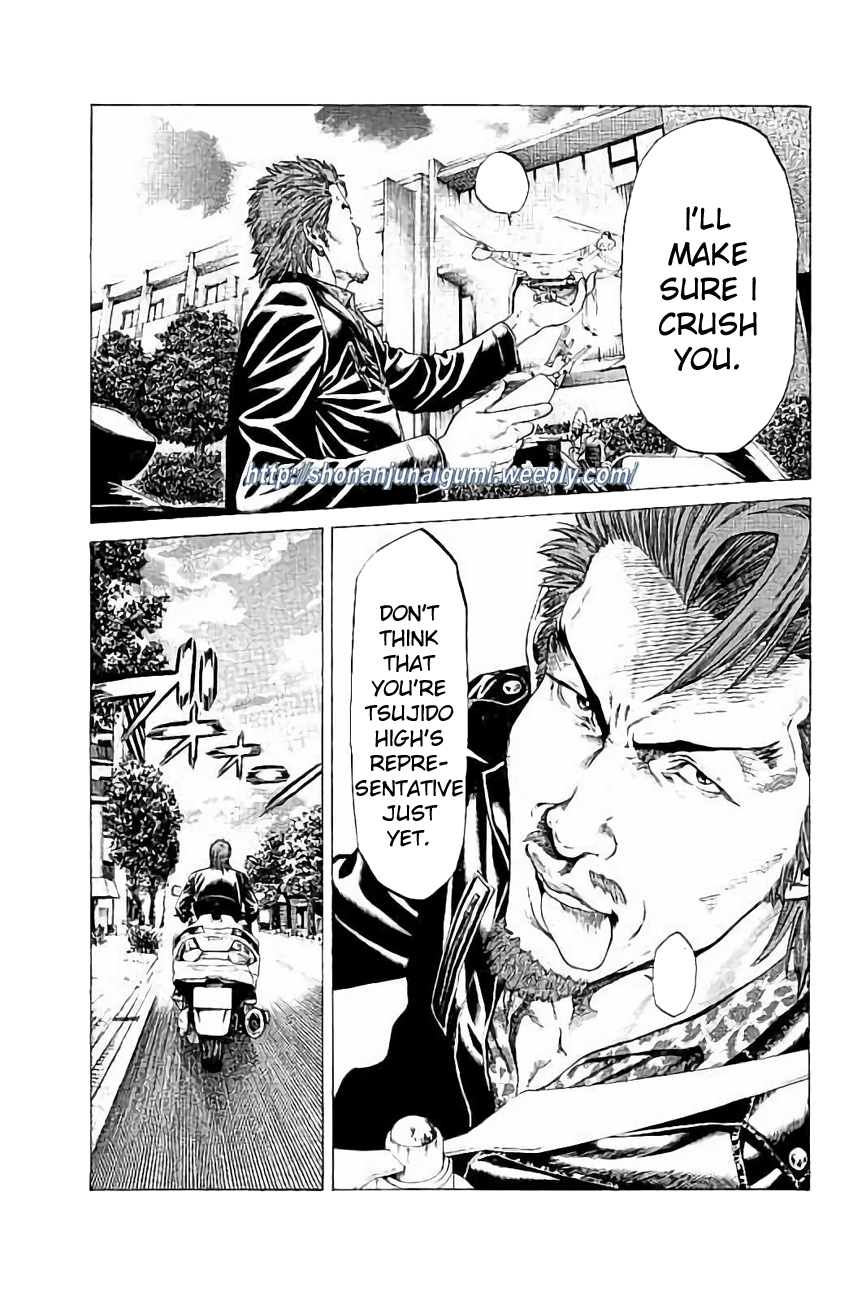 I'LL
MAKE
SURE I
CRUSH
YOU.
http://shonanjunaigumi.weebly.com/
DON'T
THINK
THAT
YOU'RE
TSUJIDO
HIGH'S
REPRE-
SENTATIVE
JUST
YET.